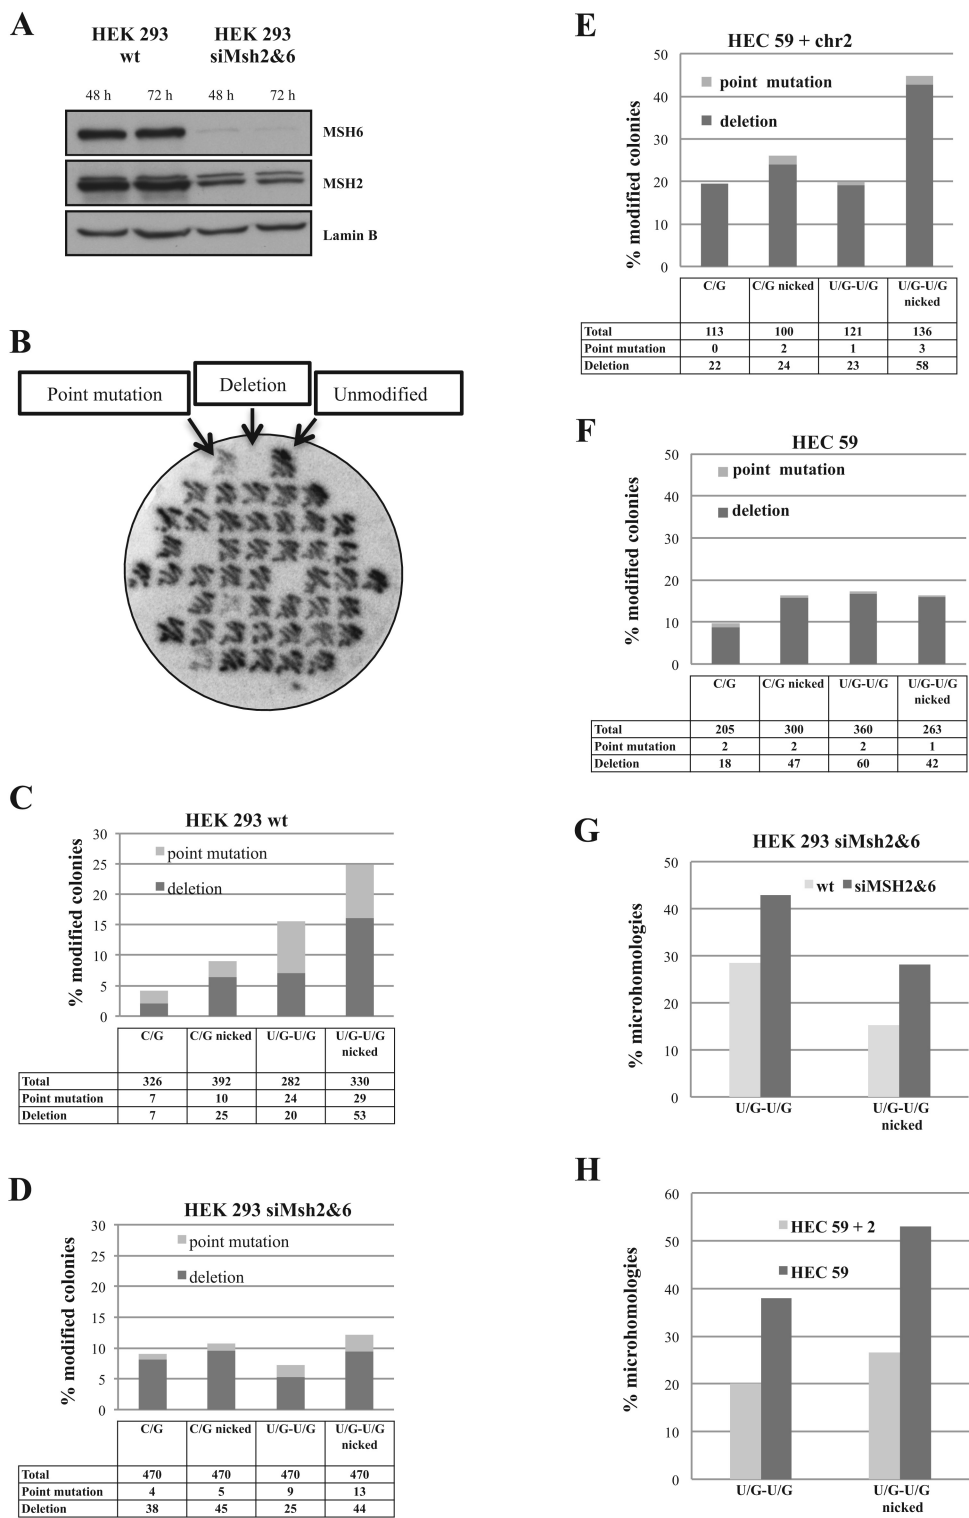 A
HEK 293 wt
HEK 293 siMsh2&6
48 h 72 h 48 h 72 h
MSH6
MSH2
Lamin B
B
Point mutation
Deletion
Unmodified
C
HEK 293 wt
% modified colonies
30
25
20
15
10
5
0
point mutation
deletion
C/G C/G nicked U/G-U/G U/G-U/G nicked
Total 326 392 282 330
Point mutation 7 10 24 29
Deletion 7 25 20 53
D
HEK 293 siMsh2&6
% modified colonies
30
25
20
15
10
5
0
point mutation
deletion
C/G C/G nicked U/G-U/G U/G-U/G nicked
Total 470 470 470 470
Point mutation 4 5 9 13
Deletion 38 45 25 44
E
HEC 59 + chr2
% modified colonies
50
40
30
20
10
0
point mutation
deletion
C/G C/G nicked U/G-U/G U/G-U/G nicked
Total 113 100 121 136
Point mutation 0 2 1 3
Deletion 22 24 23 58
F
HEC 59
% modified colonies
50
40
30
20
10
0
point mutation
deletion
C/G C/G nicked U/G-U/G U/G-U/G nicked
Total 205 300 360 263
Point mutation 2 2 2 1
Deletion 18 47 60 42
G
HEK 293 siMsh2&6
% microhomologies
50
40
30
20
10
0
wt siMSH2&6
U/G-U/G U/G-U/G nicked
H
% microhomologies
60
50
40
30
20
10
0
HEC 59 + 2
HEC 59
U/G-U/G U/G-U/G nicked